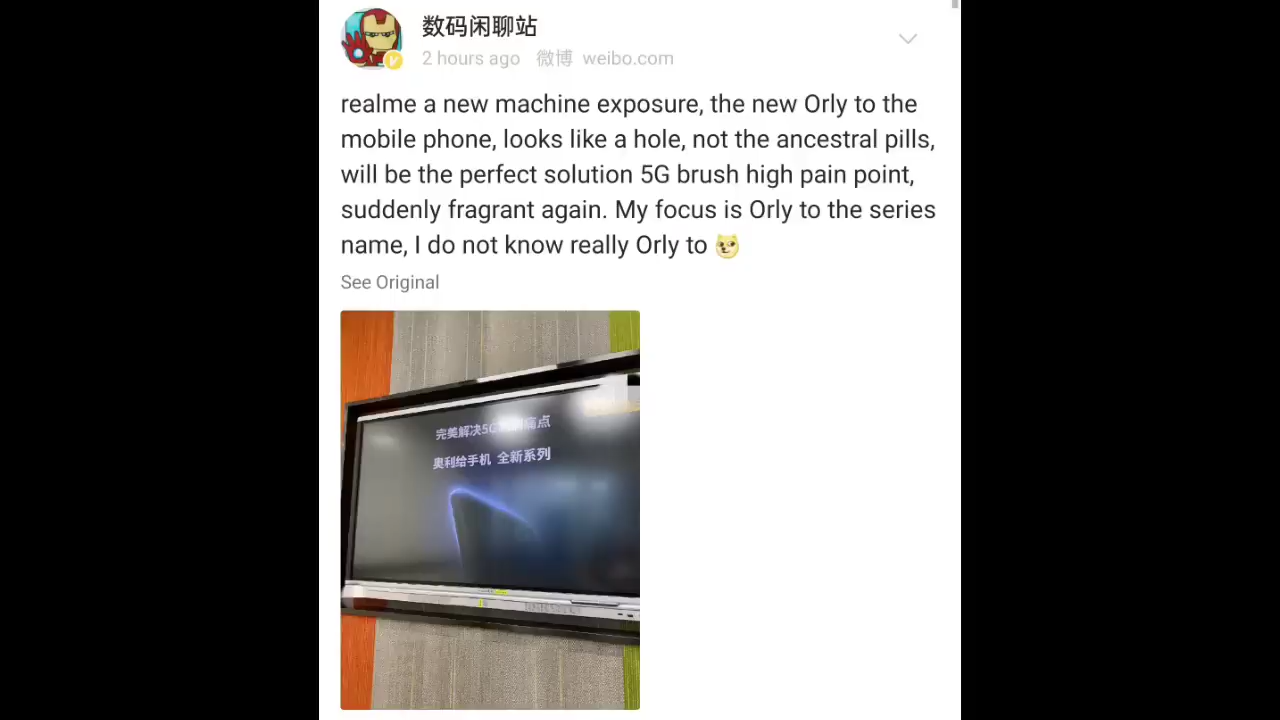 数码闲聊站
2 hours ago 微博 weibo.com
realme a new machine exposure, the new Orly to the
mobile phone, looks like a hole, not the ancestral pills,
will be the perfect solution 5G brush high pain point,
suddenly fragrant again. My focus is Orly to the series
name, I do not know really Orly to
See Original
完美解决5G 痛点
奥利给手机 全新系列